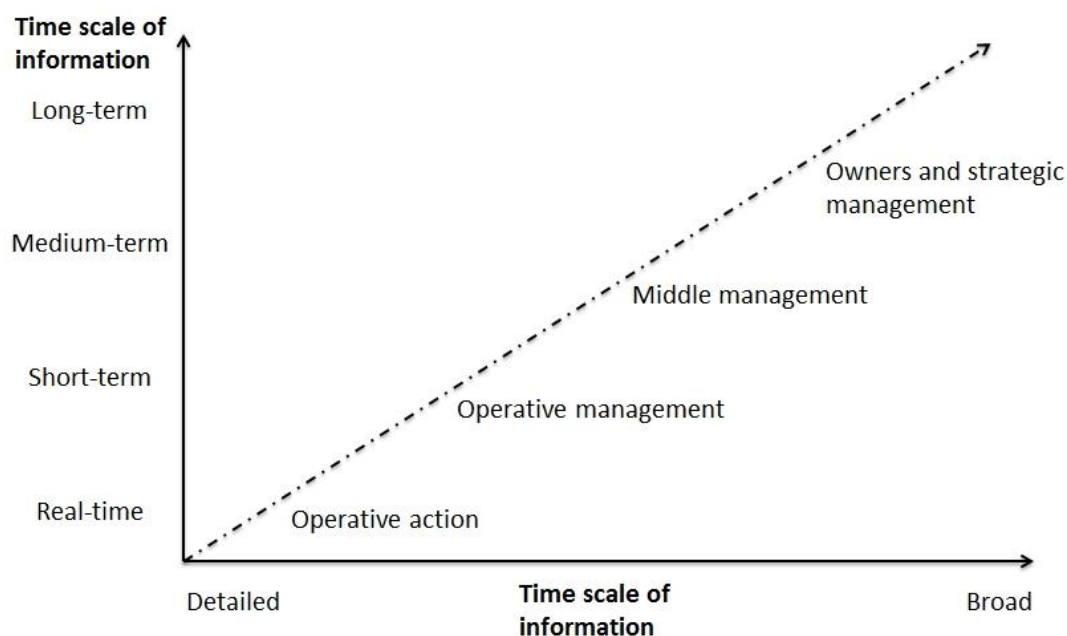 Time scale of
information
Long-term
Owners and strategic
management
Medium-term
Middle management
Short-term
Operative management
Real-time
Operative action
Detailed
Time scale of
information
Broad